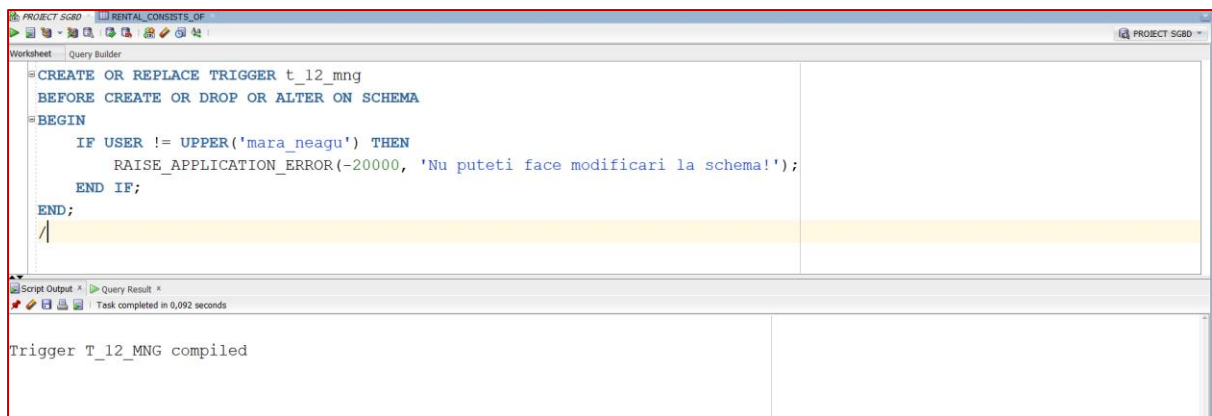 PROIECT SGBD RENTAL_CONSISTS_OF
PROIECT SGBD
Worksheet Query Builder
CREATE OR REPLACE TRIGGER t_12_mng
BEFORE CREATE OR DROP OR ALTER ON SCHEMA
BEGIN
IF USER != UPPER('mara_neagu') THEN
RAISE_APPLICATION_ERROR(-20000, 'Nu puteti face modificari la schema!');
END IF;
END;
/
Script Output × Query Result ×
Task completed in 0,092 seconds
Trigger T_12_MNG compiled